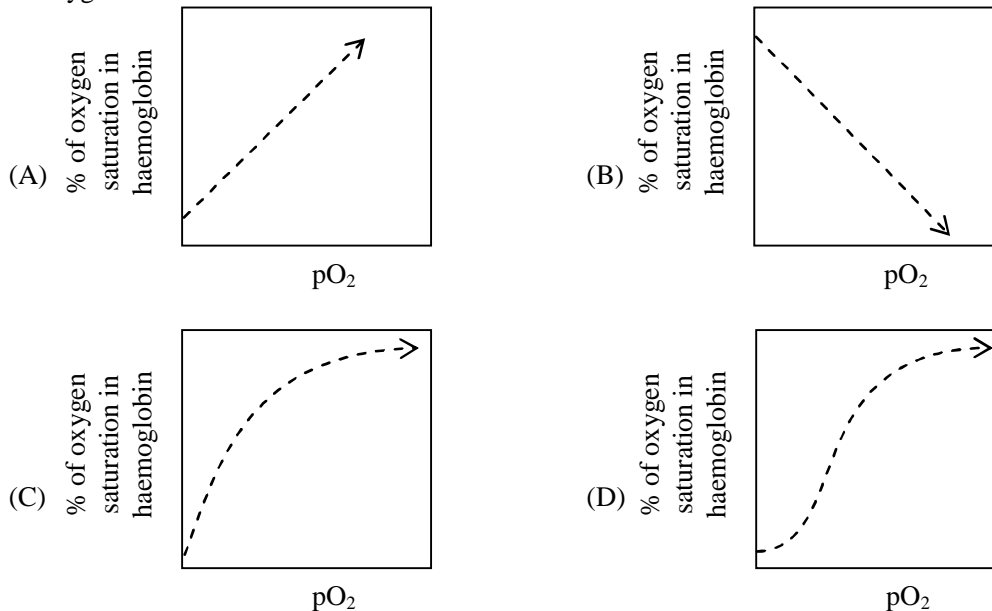 (A) % of oxygen
saturation in
haemoglobin
pO₂
(B) % of oxygen
saturation in
haemoglobin
pO₂
(C) % of oxygen
saturation in
haemoglobin
pO₂
(D) % of oxygen
saturation in
haemoglobin
pO₂